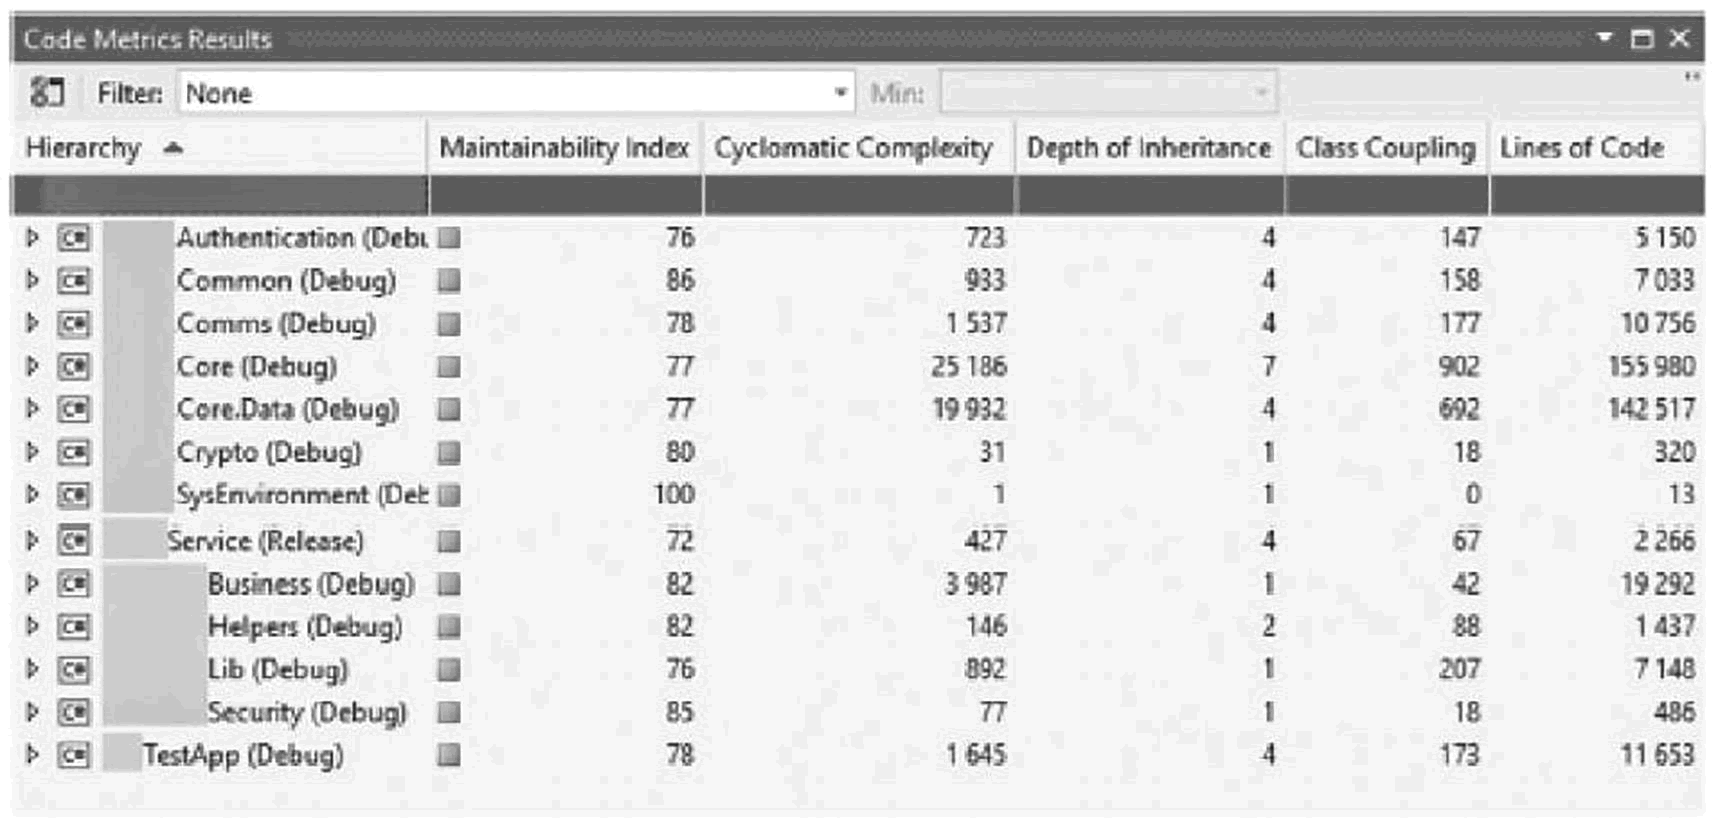 Code Metrics Results
Filter: None Min:
Hierarchy Maintainability Index Cyclomatic Complexity Depth of Inheritance Class Coupling Lines of Code
C# Authentication (Debu 76 723 4 147 5 150
C# Common (Debug) 86 933 4 158 7 033
C# Comms (Debug) 78 1 537 4 177 10 756
C# Core (Debug) 77 25 186 7 902 155 980
C# Core.Data (Debug) 77 19 932 4 692 142 517
C# Crypto (Debug) 80 31 1 18 320
C# SysEnvironment (Deb 100 1 1 0 13
C# Service (Release) 72 427 4 67 2 266
C# Business (Debug) 82 3 987 1 42 19 292
C# Helpers (Debug) 82 146 2 88 1 437
C# Lib (Debug) 76 892 1 207 7 148
C# Security (Debug) 85 77 1 18 486
C# TestApp (Debug) 78 1 645 4 173 11 653